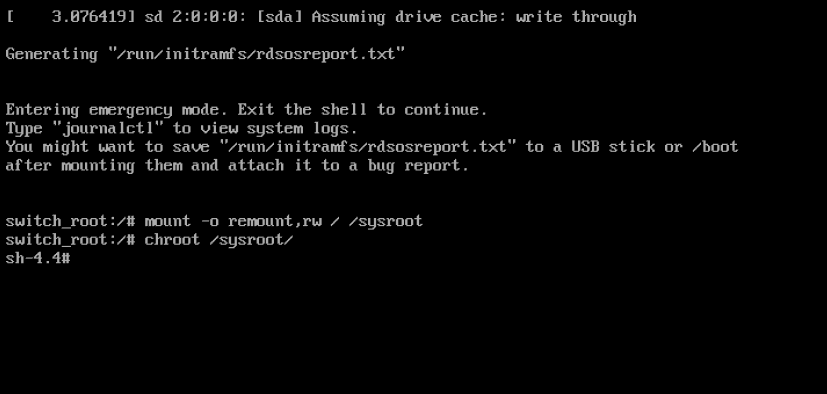 [    3.076419] sd 2:0:0:0: [sda] Assuming drive cache: write through
Generating "/run/initramfs/rdsosreport.txt"
Entering emergency mode. Exit the shell to continue.
Type "journalctl" to view system logs.
You might want to save "/run/initramfs/rdsosreport.txt" to a USB stick or /boot
after mounting them and attach it to a bug report.
switch_root:/# mount -o remount,rw / /sysroot
switch_root:/# chroot /sysroot/
sh-4.4#